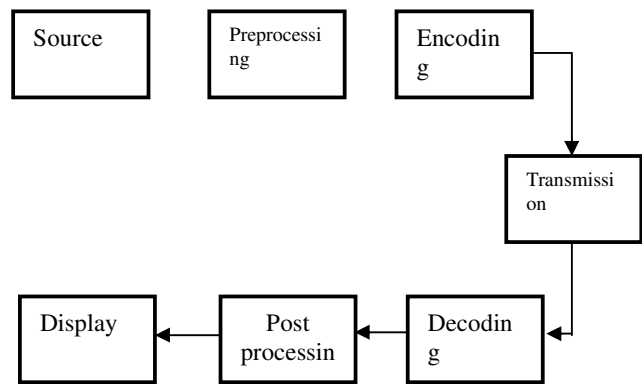 Source
Preprocessi
ng
Encodin
g
Transmissi
on
Display
Post
processin
Decodin
g